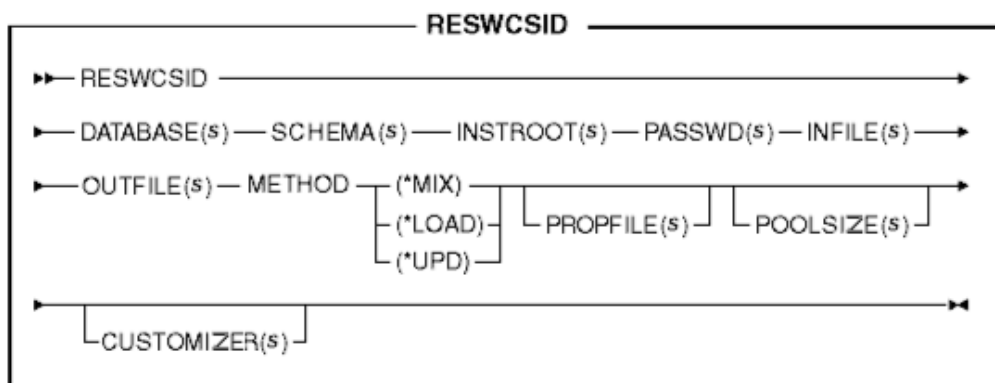 RESWCSID
RESWCSID
DATABASE(s) SCHEMA(s) INSTROOT(s) PASSWD(s) INFILE(s)
OUTFILE(s) METHOD (*MIX)
(*LOAD) PROPFILE(s) POOLSIZE(s)
(*UPD)
CUSTOMIZER(s)